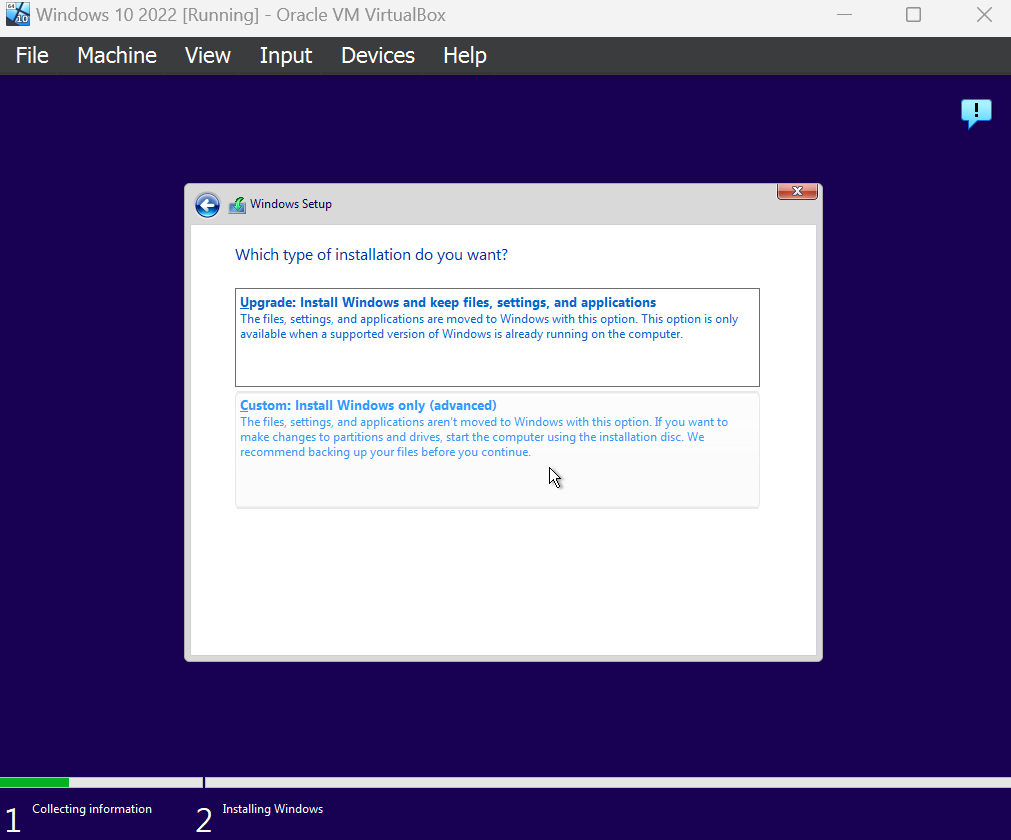 Windows 10 2022 [Running] - Oracle VM VirtualBox
File Machine View Input Devices Help
Windows Setup
Which type of installation do you want?
Upgrade: Install Windows and keep files, settings, and applications
The files, settings, and applications are moved to Windows with this option. This option is only
available when a supported version of Windows is already running on the computer.
Custom: Install Windows only (advanced)
The files, settings, and applications aren't moved to Windows with this option. If you want to
make changes to partitions and drives, start the computer using the installation disc. We
recommend backing up your files before you continue.
1 Collecting information 2 Installing Windows